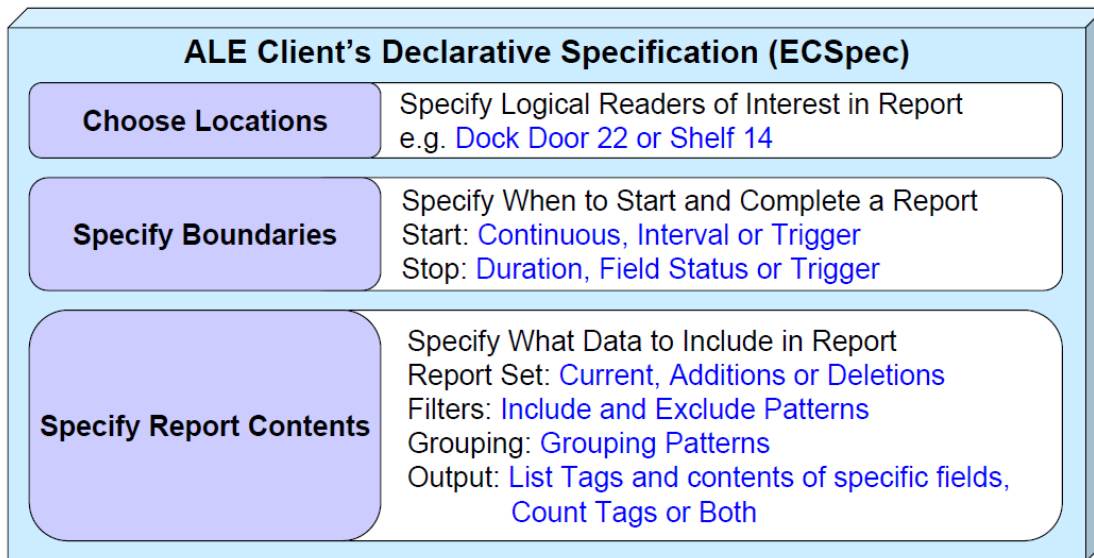 ALE Client's Declarative Specification (ECSpec)
Choose Locations
Specify Logical Readers of Interest in Report
e.g. Dock Door 22 or Shelf 14
Specify Boundaries
Specify When to Start and Complete a Report
Start: Continuous, Interval or Trigger
Stop: Duration, Field Status or Trigger
Specify Report Contents
Specify What Data to Include in Report
Report Set: Current, Additions or Deletions
Filters: Include and Exclude Patterns
Grouping: Grouping Patterns
Output: List Tags and contents of specific fields,
Count Tags or Both